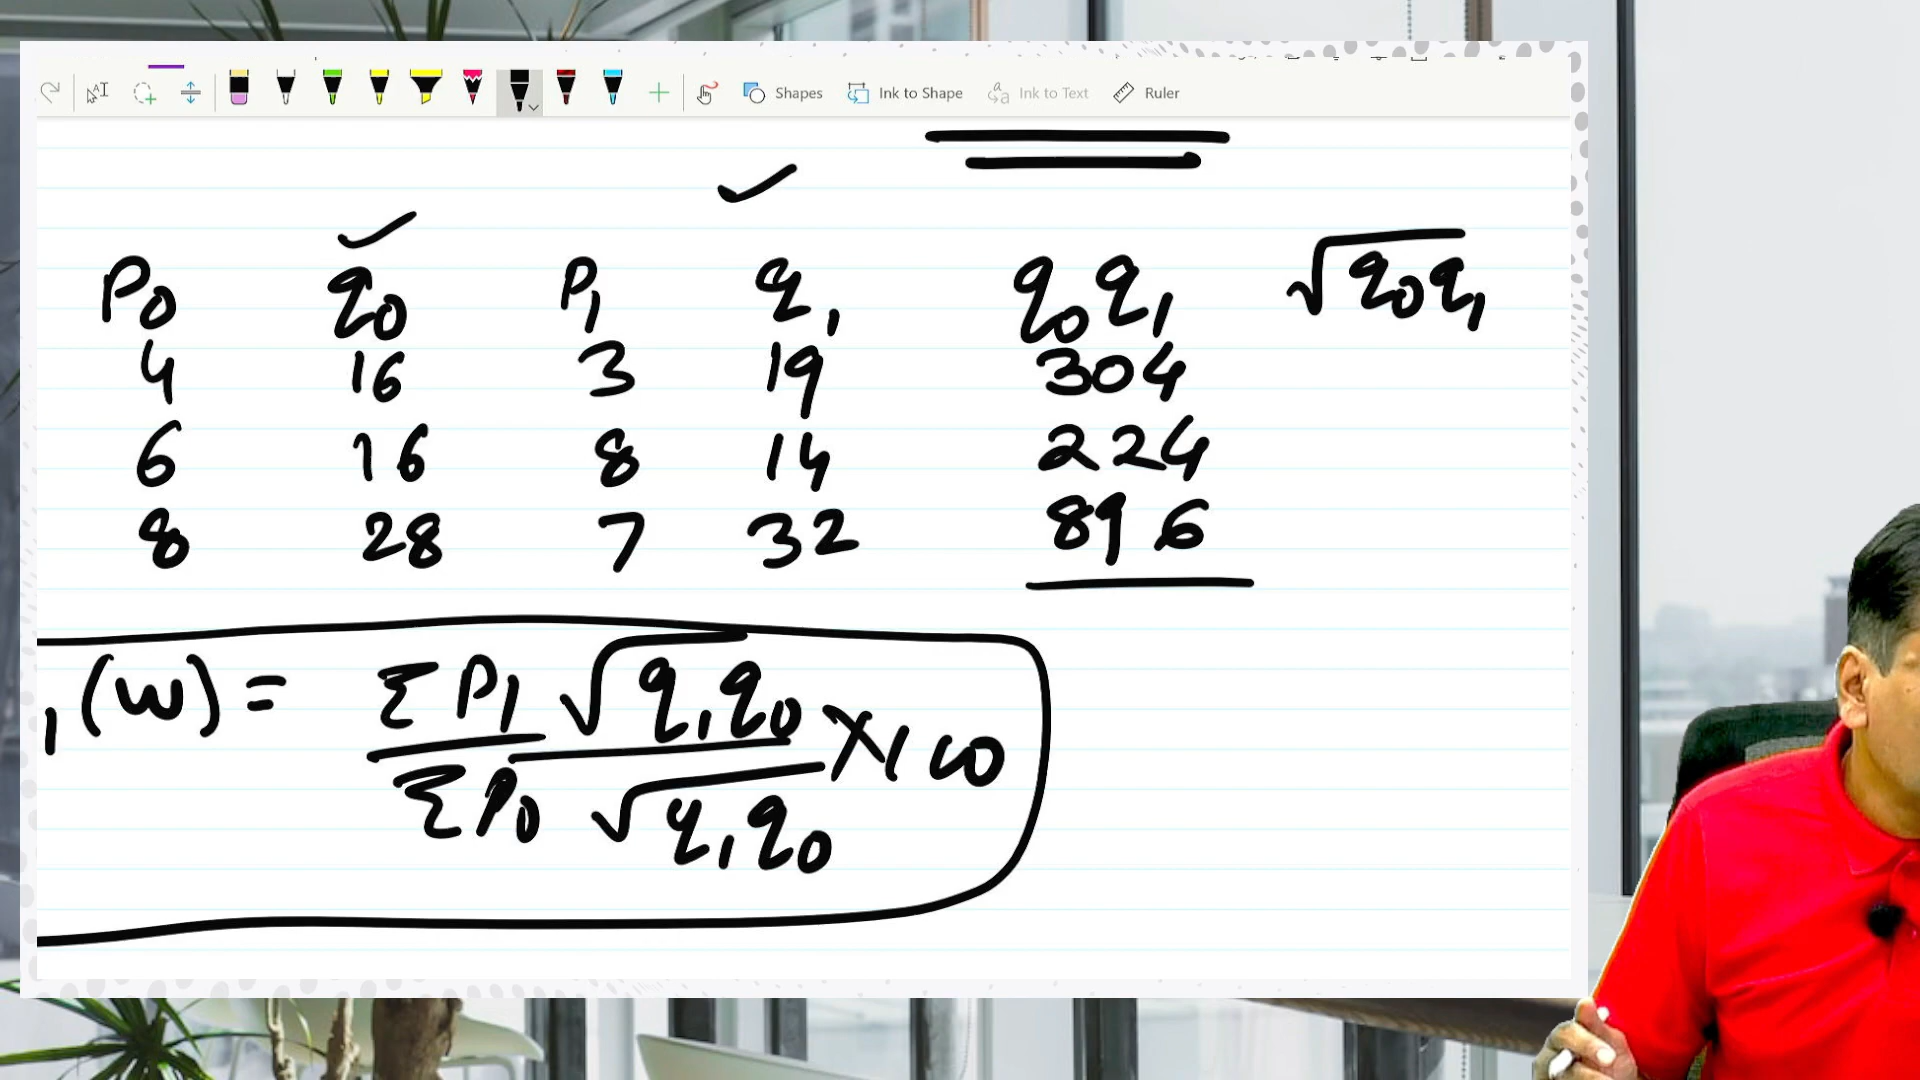 Shapes Ink to Shape Ink to Text Ruler
P₀ q₀ P₁ q₁ q₀q₁ √q₀q₁
4 16 3 19 304
6 16 8 14 224
8 28 7 32 896
₁(w) = ΣP₁√q₁q₀ / ΣP₀√q₁q₀ × 100